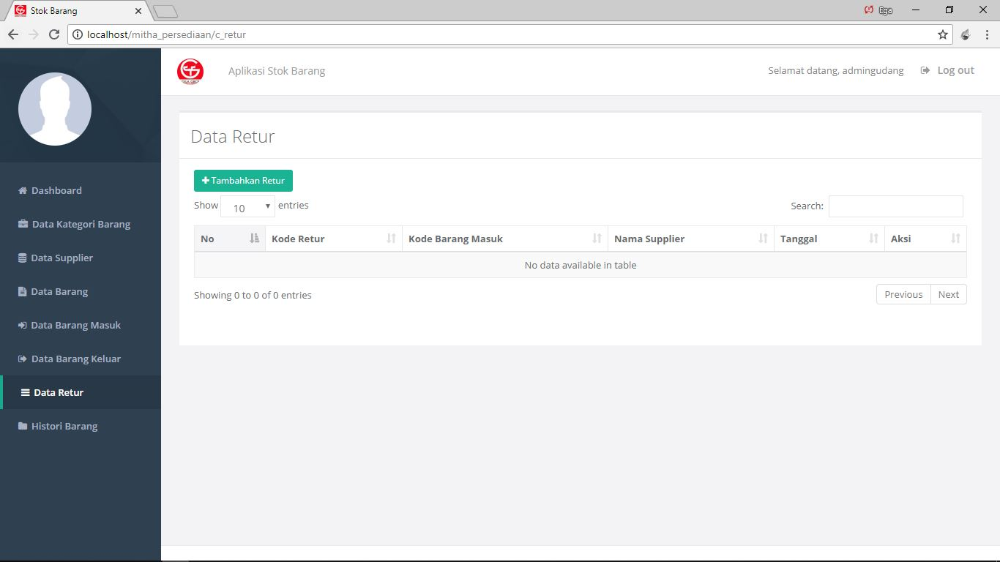 Stok Barang
Ega
localhost/mitha_persediaan/c_retur
Aplikasi Stok Barang
Selamat datang, admingudang
Log out
Data Retur
Tambahkan Retur
Show 10 entries
Search:
No Kode Retur Kode Barang Masuk Nama Supplier Tanggal Aksi
No data available in table
Showing 0 to 0 of 0 entries
Previous Next
Dashboard
Data Kategori Barang
Data Supplier
Data Barang
Data Barang Masuk
Data Barang Keluar
Data Retur
Histori Barang